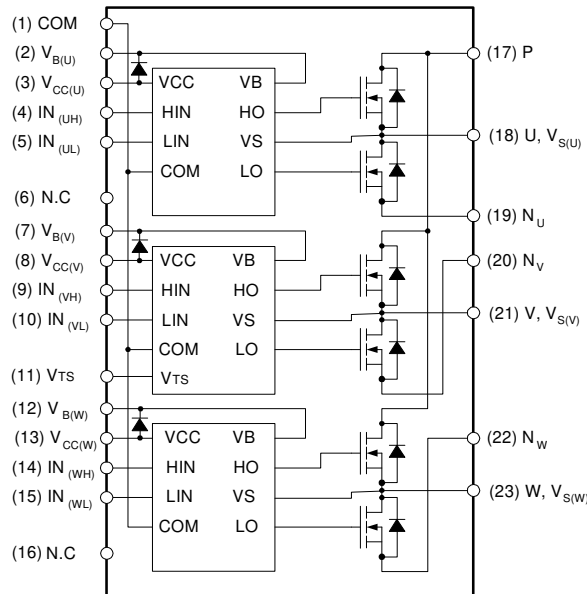 (1) COM
(2) V_B(U)
(3) V_CC(U)
(4) IN_(UH)
(5) IN_(UL)
(6) N.C
(7) V_B(V)
(8) V_CC(V)
(9) IN_(VH)
(10) IN_(VL)
(11) V_TS
(12) V_B(W)
(13) V_CC(W)
(14) IN_(WH)
(15) IN_(WL)
(16) N.C
VCC VB
HIN HO
LIN VS
COM LO
VCC VB
HIN HO
LIN VS
COM LO
V_TS
VCC VB
HIN HO
LIN VS
COM LO
(17) P
(18) U, V_S(U)
(19) N_U
(20) N_V
(21) V, V_S(V)
(22) N_W
(23) W, V_S(W)